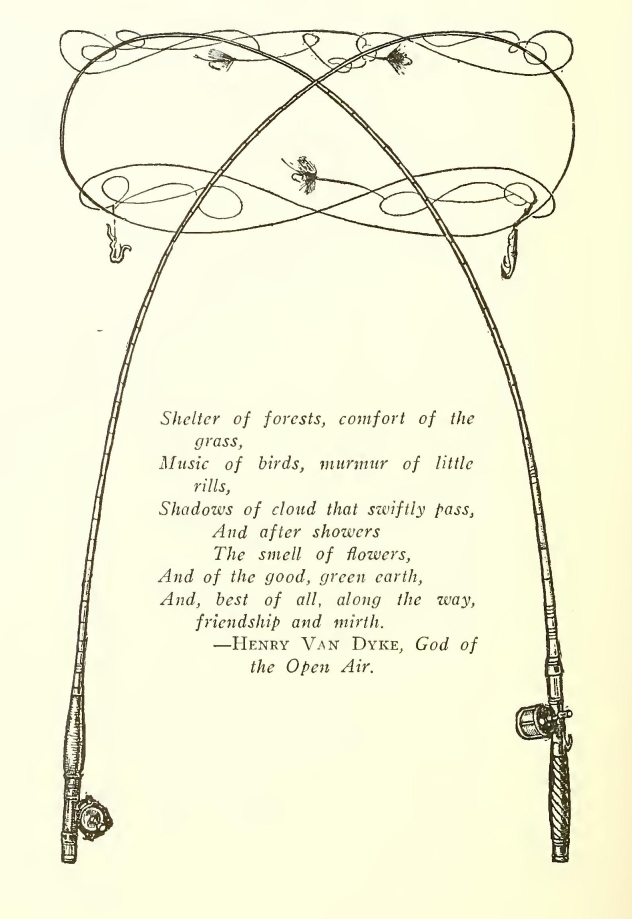 Shelter of forests, comfort of the
grass,
Music of birds, murmur of little
rills,
Shadows of cloud that swiftly pass,
And after showers
The smell of flowers,
And of the good, green earth,
And, best of all, along the way,
friendship and mirth.
—HENRY VAN DYKE, God of
the Open Air.